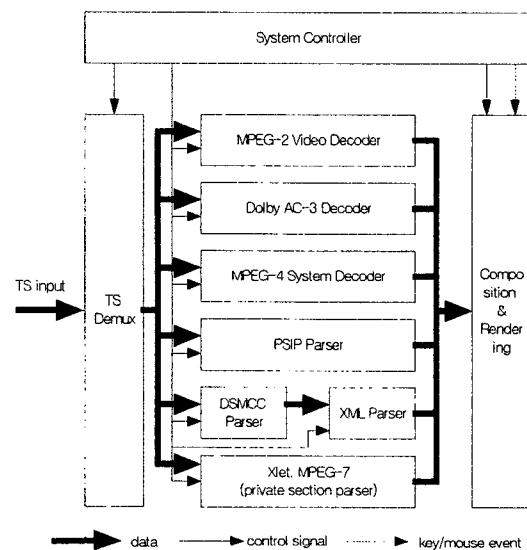 System Controller
MPEG-2 Video Decoder
Dolby AC-3 Decoder
MPEG-4 System Decoder
TS input
TS
Demux
PSIP Parser
DSMCC
Parser
XML Parser
Xlet. MPEG-7
(private section parser)
Compo
sition
&
Render
ing
data
control signal
key/mouse event